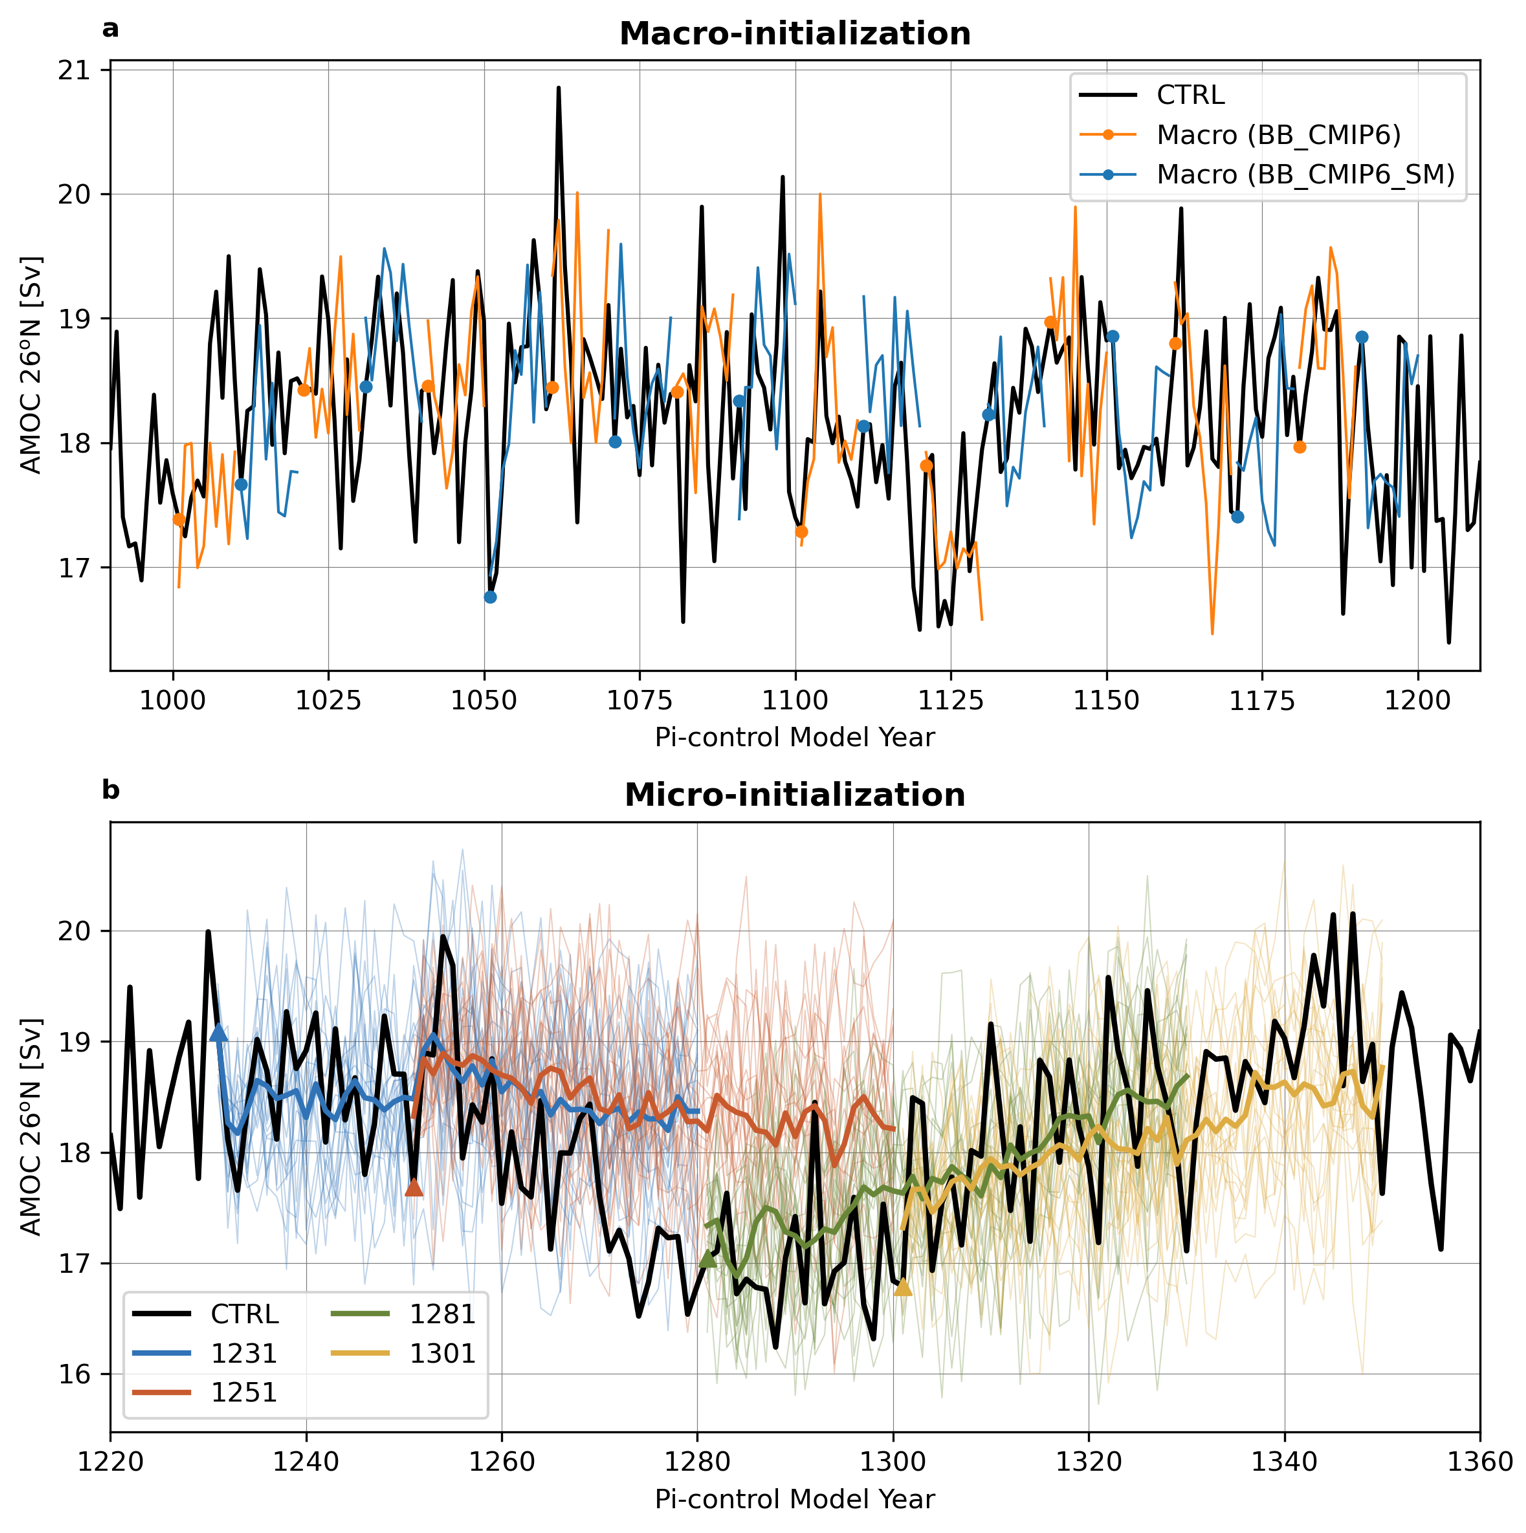 a
Macro-initialization
AMOC 26°N [Sv]
21
20
19
18
17
CTRL
Macro (BB_CMIP6)
Macro (BB_CMIP6_SM)
1000 1025 1050 1075 1100 1125 1150 1175 1200
Pi-control Model Year
b
Micro-initialization
AMOC 26°N [Sv]
20
19
18
17
16
CTRL 1281
1231 1301
1251
1220 1240 1260 1280 1300 1320 1340 1360
Pi-control Model Year